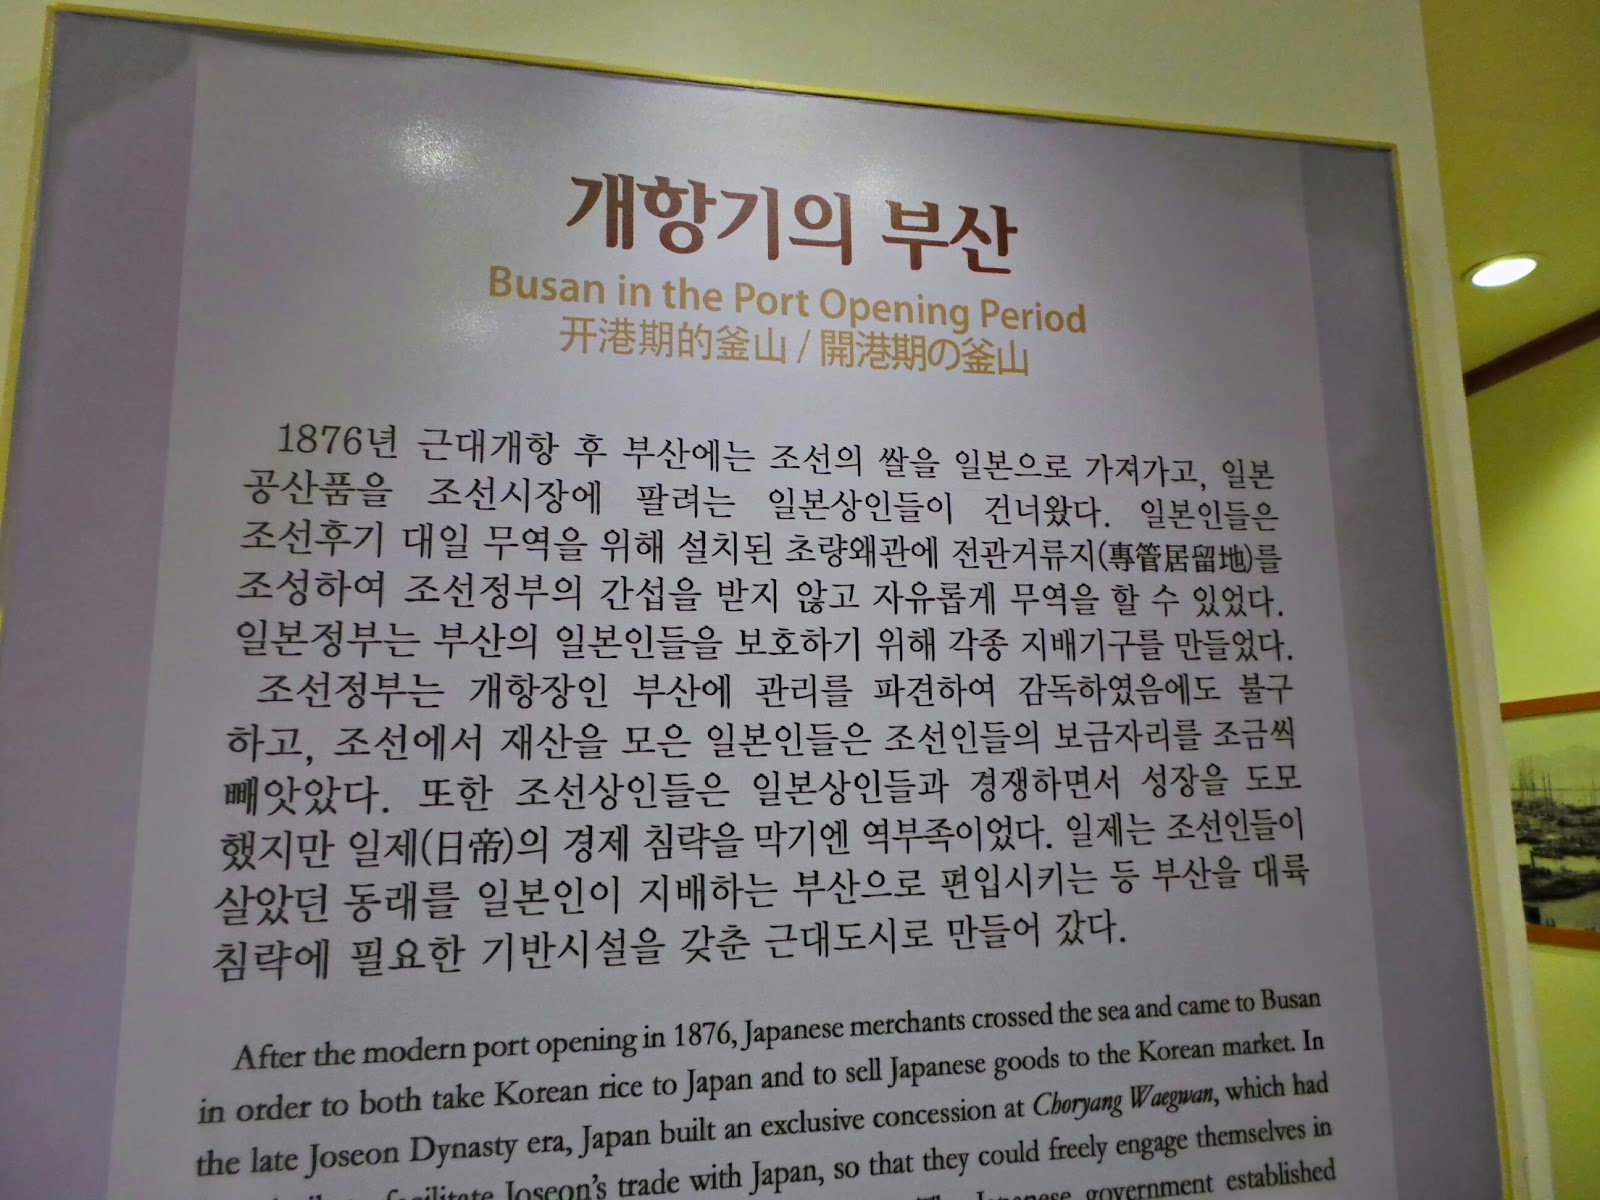 개항기의 부산
Busan in the Port Opening Period
开港期的釜山 / 開港期の釜山
1876년 근대개항 후 부산에는 조선의 쌀을 일본으로 가져가고, 일본
공산품을 조선시장에 팔려는 일본상인들이 건너왔다. 일본인들은
조선후기 대일 무역을 위해 설치된 초량왜관에 전관거류지(專管居留地)를
조성하여 조선정부의 간섭을 받지 않고 자유롭게 무역을 할 수 있었다.
일본정부는 부산의 일본인들을 보호하기 위해 각종 지배기구를 만들었다.
조선정부는 개항장인 부산에 관리를 파견하여 감독하였음에도 불구
하고, 조선에서 재산을 모은 일본인들은 조선인들의 보금자리를 조금씩
빼앗았다. 또한 조선상인들은 일본상인들과 경쟁하면서 성장을 도모
했지만 일제(日帝)의 경제 침략을 막기엔 역부족이었다. 일제는 조선인들이
살았던 동래를 일본인이 지배하는 부산으로 편입시키는 등 부산을 대륙
침략에 필요한 기반시설을 갖춘 근대도시로 만들어 갔다.
After the modern port opening in 1876, Japanese merchants crossed the sea and came to Busan
in order to both take Korean rice to Japan and to sell Japanese goods to the Korean market. In
the late Joseon Dynasty era, Japan built an exclusive concession at Choryang Waegwan, which had
facilitate Joseon's trade with Japan, so that they could freely engage themselves in
Japanese government established